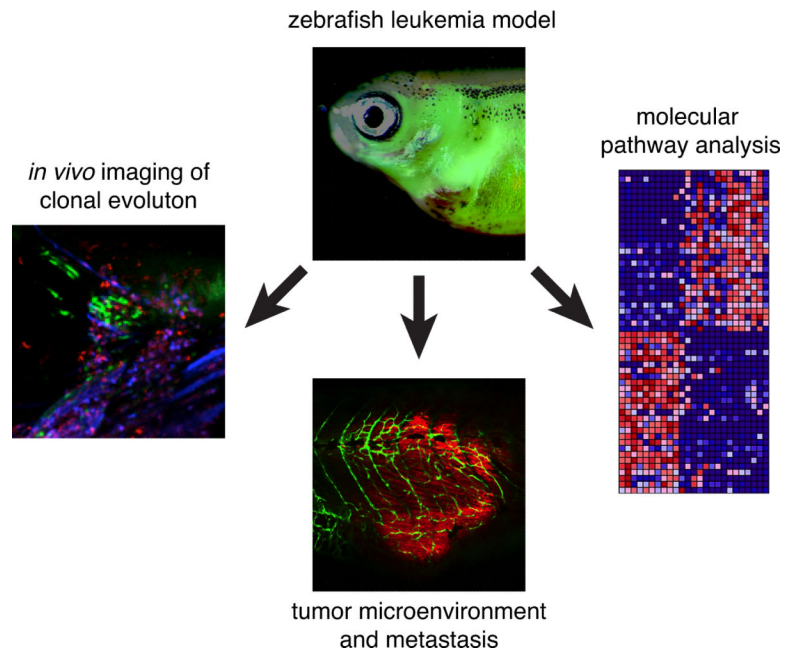 zebrafish leukemia model
molecular
pathway analysis
in vivo imaging of
clonal evoluton
tumor microenvironment
and metastasis